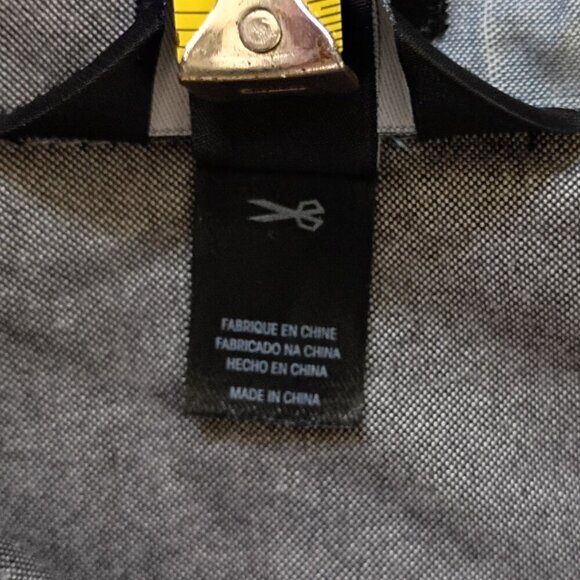 FABRIQUE EN CHINE
FABRICADO NA CHINA
HECHO EN CHINA
MADE IN CHINA